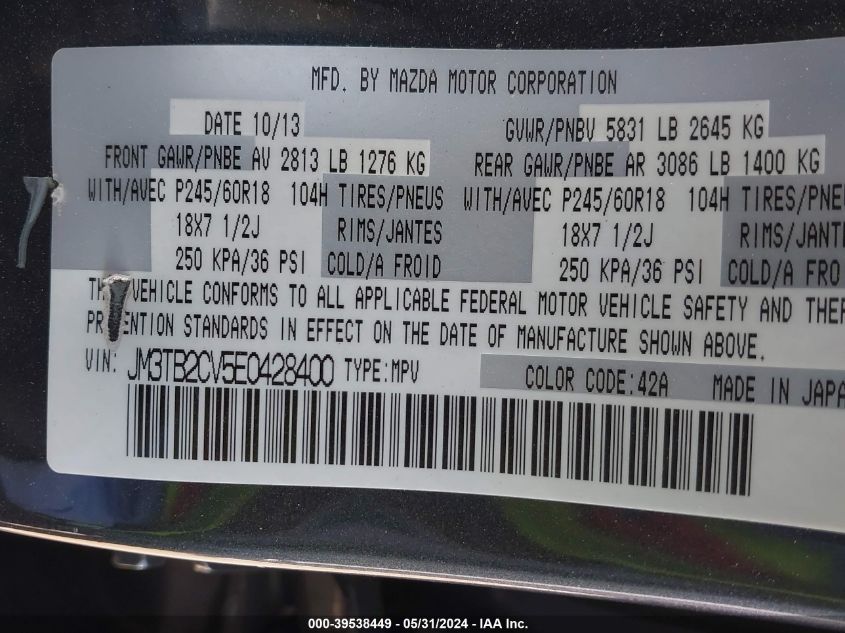 MFD. BY MAZDA MOTOR CORPORATION
DATE 10/13 GVWR/PNBV 5831 LB 2645 KG
FRONT GAWR/PNBE AV 2813 LB 1276 KG REAR GAWR/PNBE AR 3086 LB 1400 KG
WITH/AVEC P245/60R18 104H TIRES/PNEUS WITH/AVEC P245/60R18 104H TIRES/PNEU
18X7 1/2J RIMS/JANTES 18X7 1/2J RIMS/JANTE
250 KPA/36 PSI COLD/A FROID 250 KPA/36 PSI COLD/A FRO
VEHICLE CONFORMS TO ALL APPLICABLE FEDERAL MOTOR VEHICLE SAFETY AND THEF
PR ENTION STANDARDS IN EFFECT ON THE DATE OF MANUFACTURE SHOWN ABOVE.
VIN: JM3TB2CV5E0428400 TYPE:MPV COLOR CODE:42A MADE IN JAPA
000-39538449 - 05/31/2024 - IAA Inc.